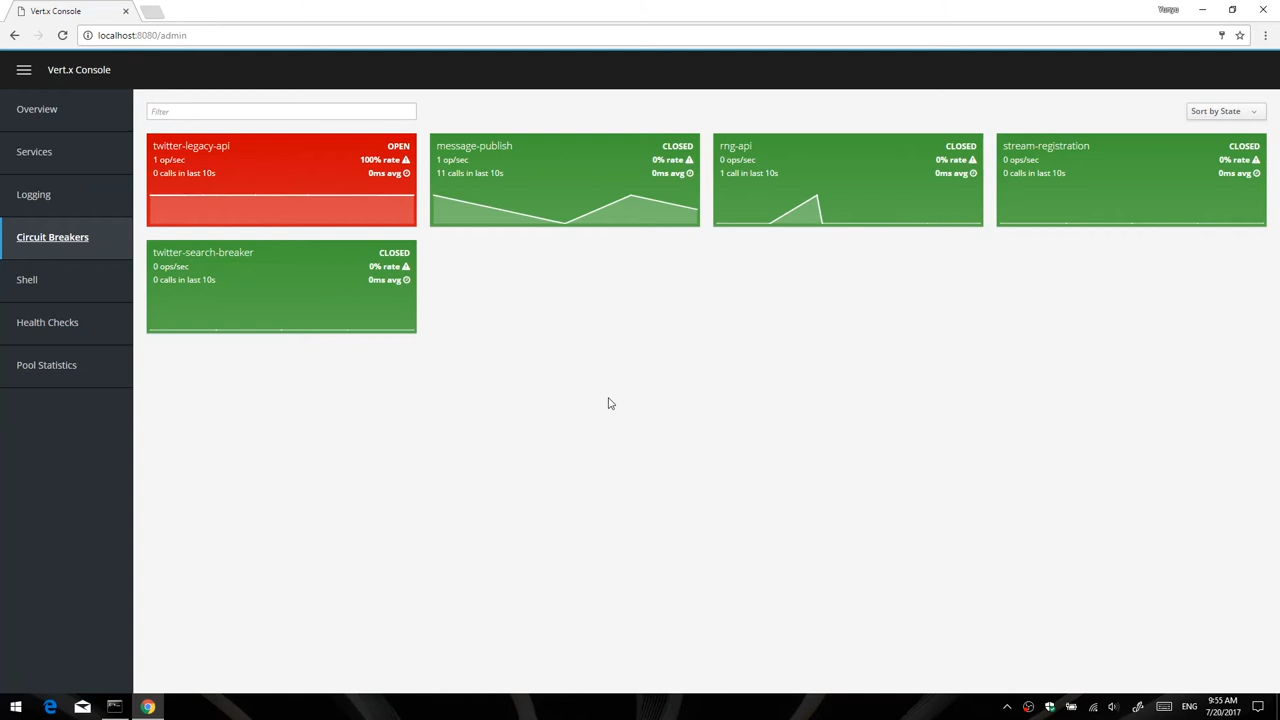 Vert.x Console
Yunyu
localhost:8080/admin
Vert.x Console
Overview
Services
Logging
Circuit Breakers
Shell
Health Checks
Pool Statistics
Filter
Sort by State
twitter-legacy-api OPEN
1 op/sec 100% rate
0 calls in last 10s 0ms avg
message-publish CLOSED
1 op/sec 0% rate
11 calls in last 10s 0ms avg
rng-api CLOSED
0 ops/sec 0% rate
1 call in last 10s 0ms avg
stream-registration CLOSED
0 ops/sec 0% rate
0 calls in last 10s 0ms avg
twitter-search-breaker CLOSED
0 ops/sec 0% rate
0 calls in last 10s 0ms avg
ENG
9:55 AM
7/20/2017